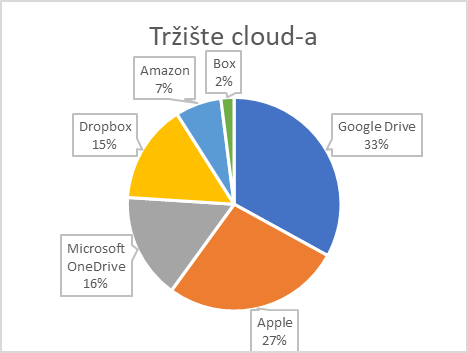 Tržište cloud-a
Box
2%
Amazon
7%
Google Drive
33%
Dropbox
15%
Microsoft
OneDrive
16%
Apple
27%